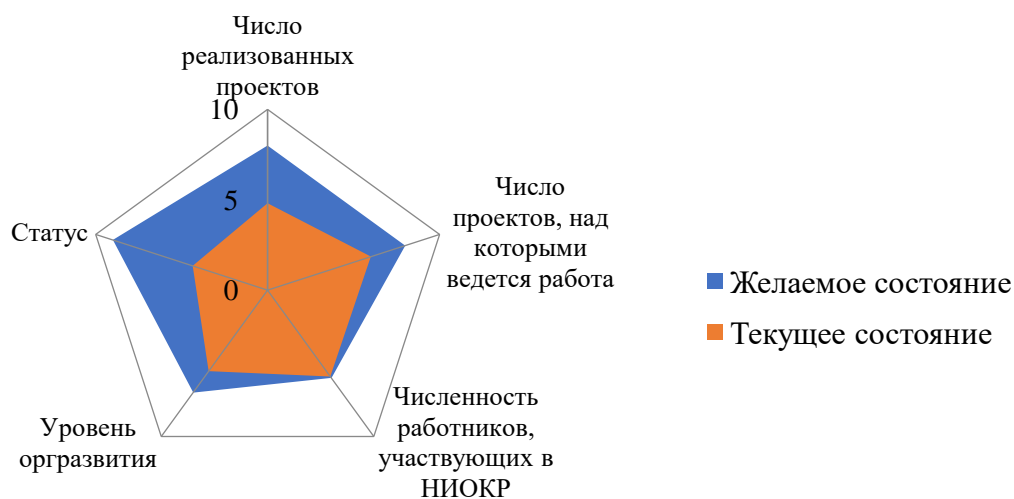 Число
реализованных
проектов
10
5
0
Число
проектов, над
которыми
ведется работа
Численность
работников,
участвующих в
НИОКР
Уровень
оргразвития
Статус
Желаемое состояние
Текущее состояние